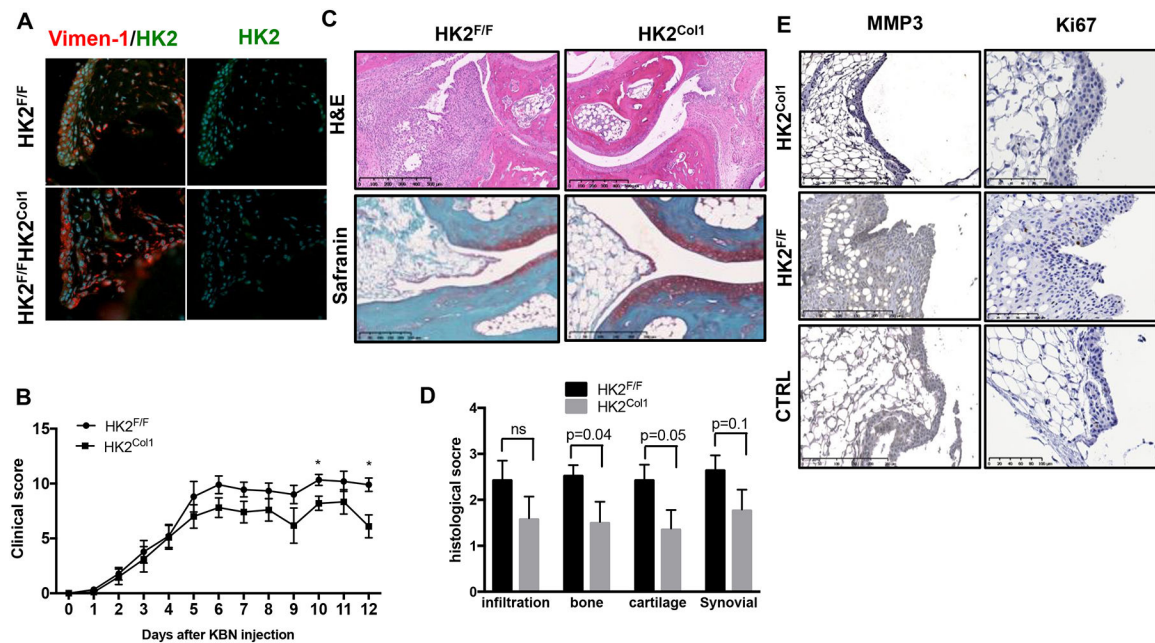 A
Vimen-1/HK2
HK2
HK2F/F
HK2F/FHK2Col1
C
HK2F/F
HK2Col1
H&E
Safranin
E
MMP3
Ki67
HK2Col1
HK2F/F
CTRL
B
HK2F/F
HK2Col1
Clinical score
15
10
5
0
* *
0 1 2 3 4 5 6 7 8 9 10 11 12
Days after KBN injection
D
HK2F/F
HK2Col1
histological socre
4
3
2
1
0
ns
p=0.04
p=0.05
p=0.1
infiltration bone cartilage Synovial